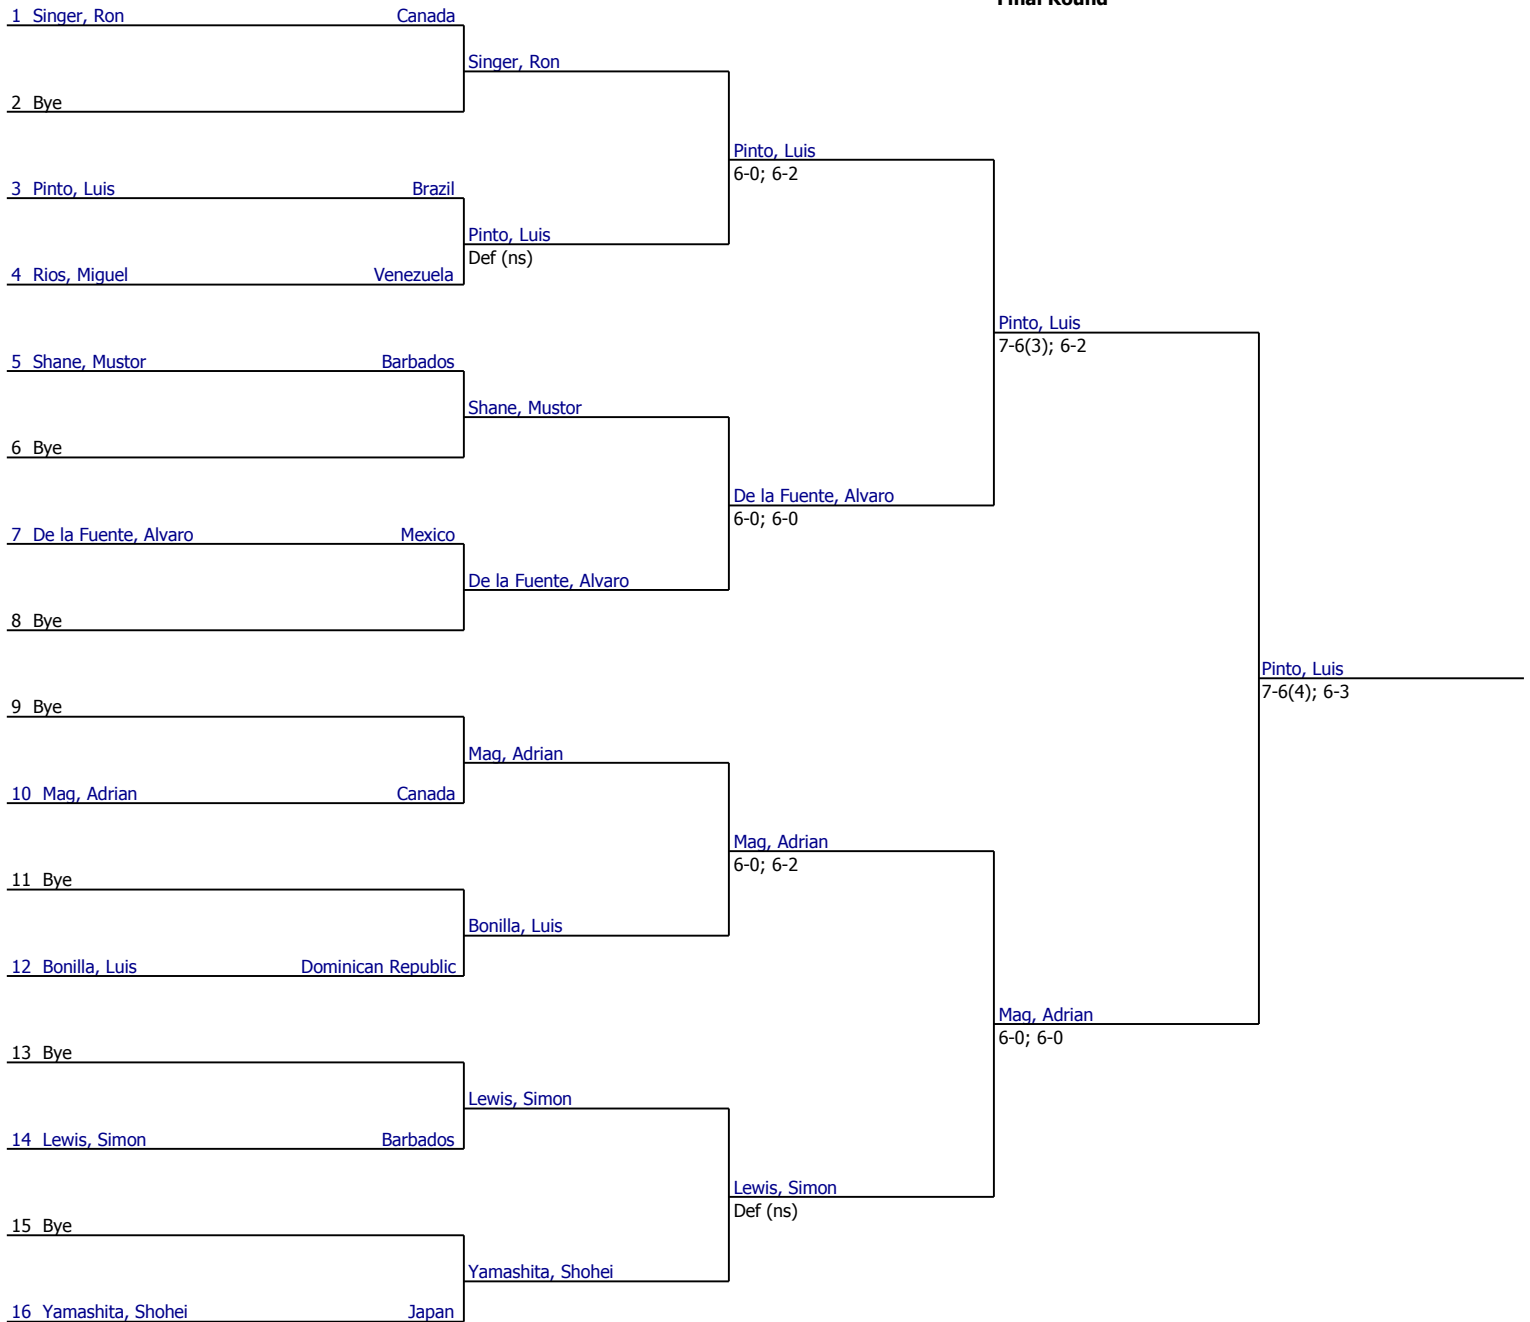 Final Round
1 Singer, Ron Canada
Singer, Ron
2 Bye
Pinto, Luis
6-0; 6-2
3 Pinto, Luis Brazil
Pinto, Luis
Def (ns)
4 Rios, Miguel Venezuela
Pinto, Luis
7-6(3); 6-2
5 Shane, Mustor Barbados
Shane, Mustor
6 Bye
De la Fuente, Alvaro
6-0; 6-0
7 De la Fuente, Alvaro Mexico
De la Fuente, Alvaro
8 Bye
Pinto, Luis
7-6(4); 6-3
9 Bye
Mag, Adrian
10 Mag, Adrian Canada
Mag, Adrian
6-0; 6-2
11 Bye
Bonilla, Luis
12 Bonilla, Luis Dominican Republic
Mag, Adrian
6-0; 6-0
13 Bye
Lewis, Simon
14 Lewis, Simon Barbados
Lewis, Simon
Def (ns)
15 Bye
Yamashita, Shohei
16 Yamashita, Shohei Japan